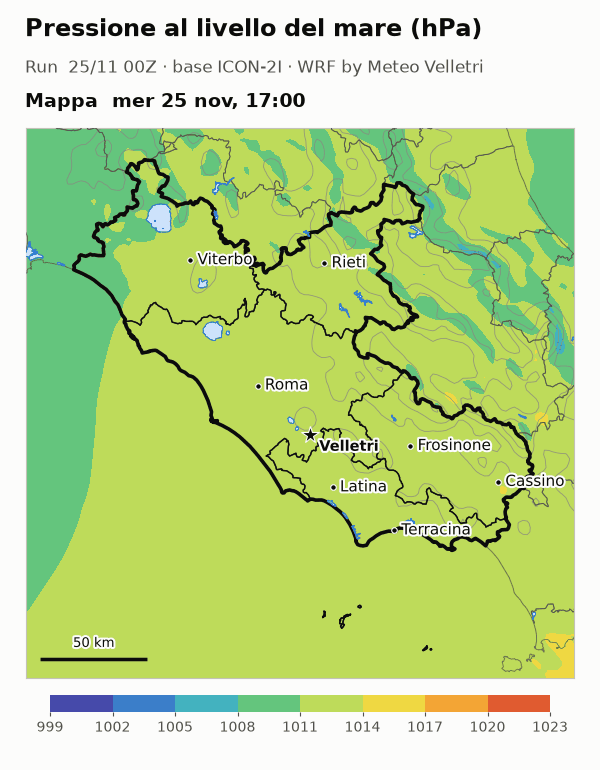 Pressione al livello del mare (hPa)
Run  25/11 00Z · base ICON-2I · WRF by Meteo Velletri
Mappa  mer 25 nov, 17:00
Viterbo
Rieti
Roma
Velletri
Frosinone
Cassino
Latina
Terracina
50 km
999 1002 1005 1008 1011 1014 1017 1020 1023